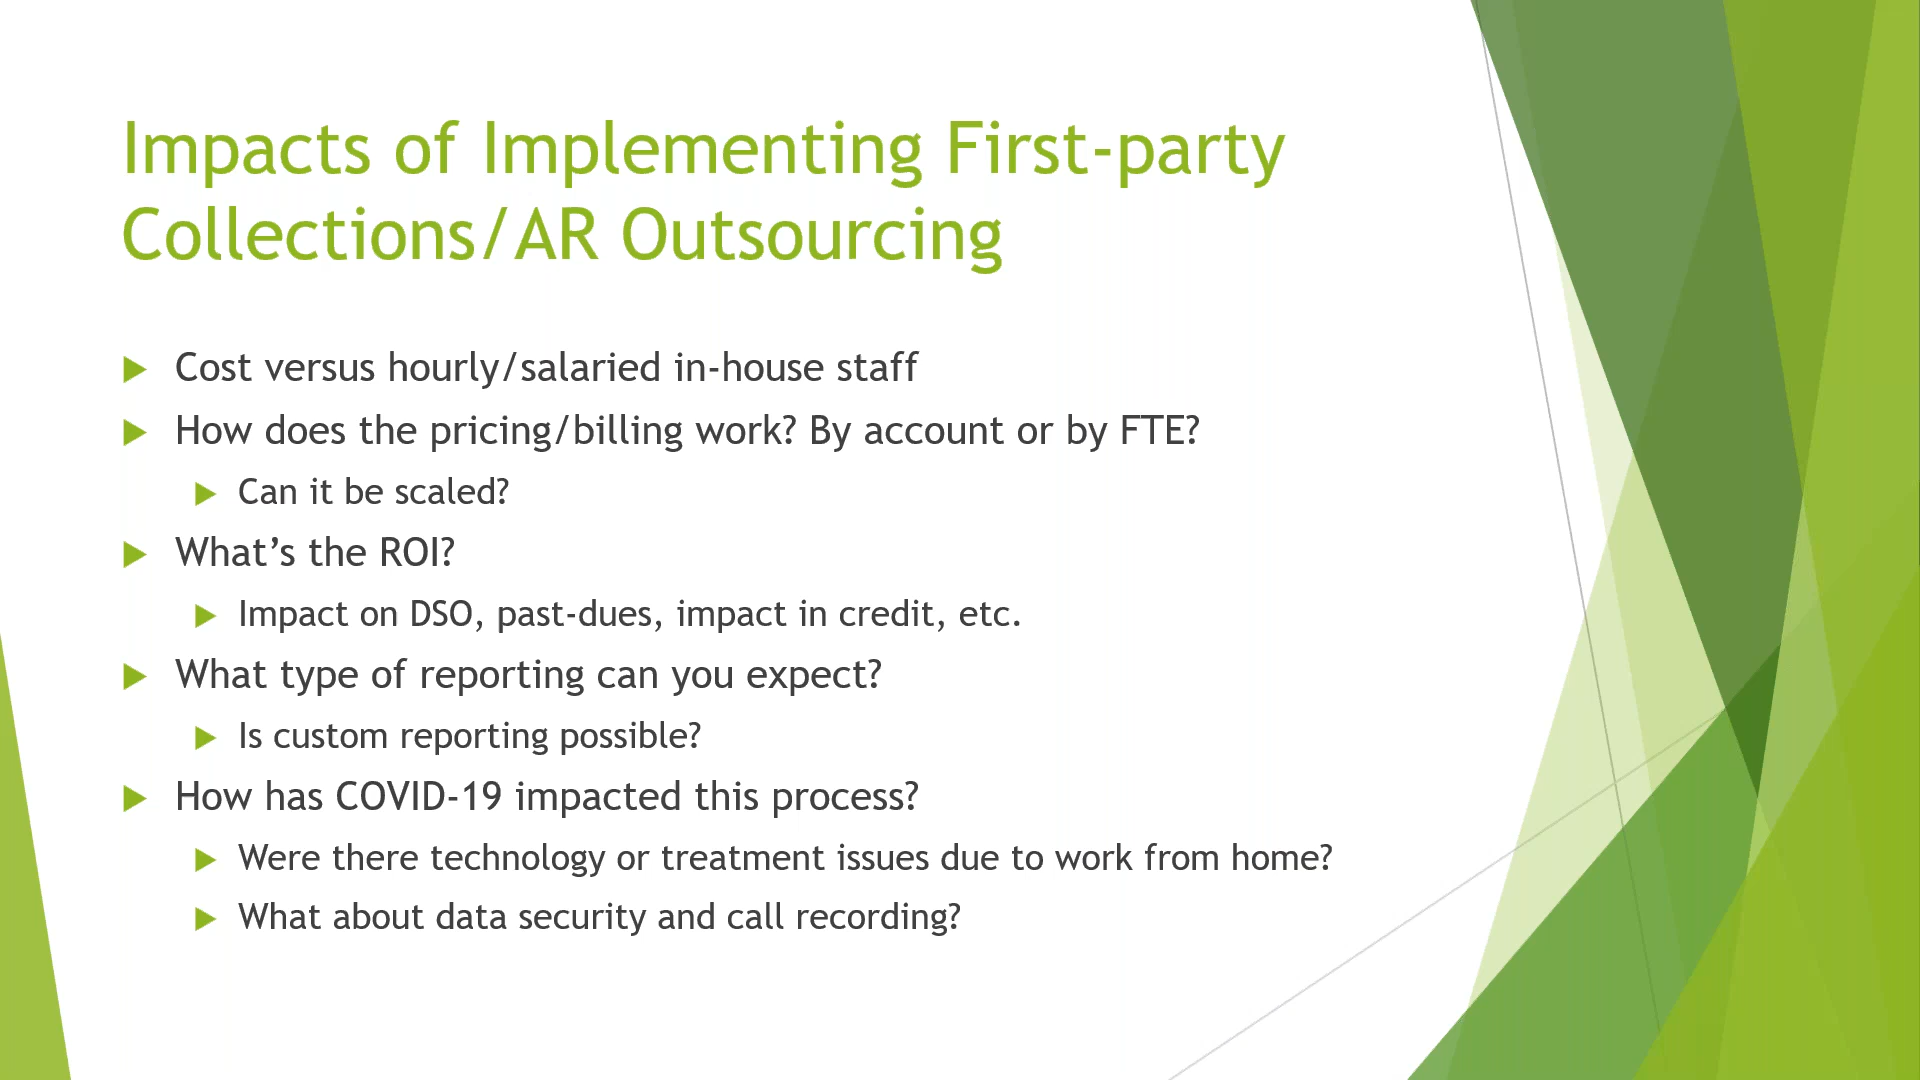 Impacts of Implementing First-party
Collections/AR Outsourcing
Cost versus hourly/salaried in-house staff
How does the pricing/billing work? By account or by FTE?
Can it be scaled?
What’s the ROI?
Impact on DSO, past-dues, impact in credit, etc.
What type of reporting can you expect?
Is custom reporting possible?
How has COVID-19 impacted this process?
Were there technology or treatment issues due to work from home?
What about data security and call recording?